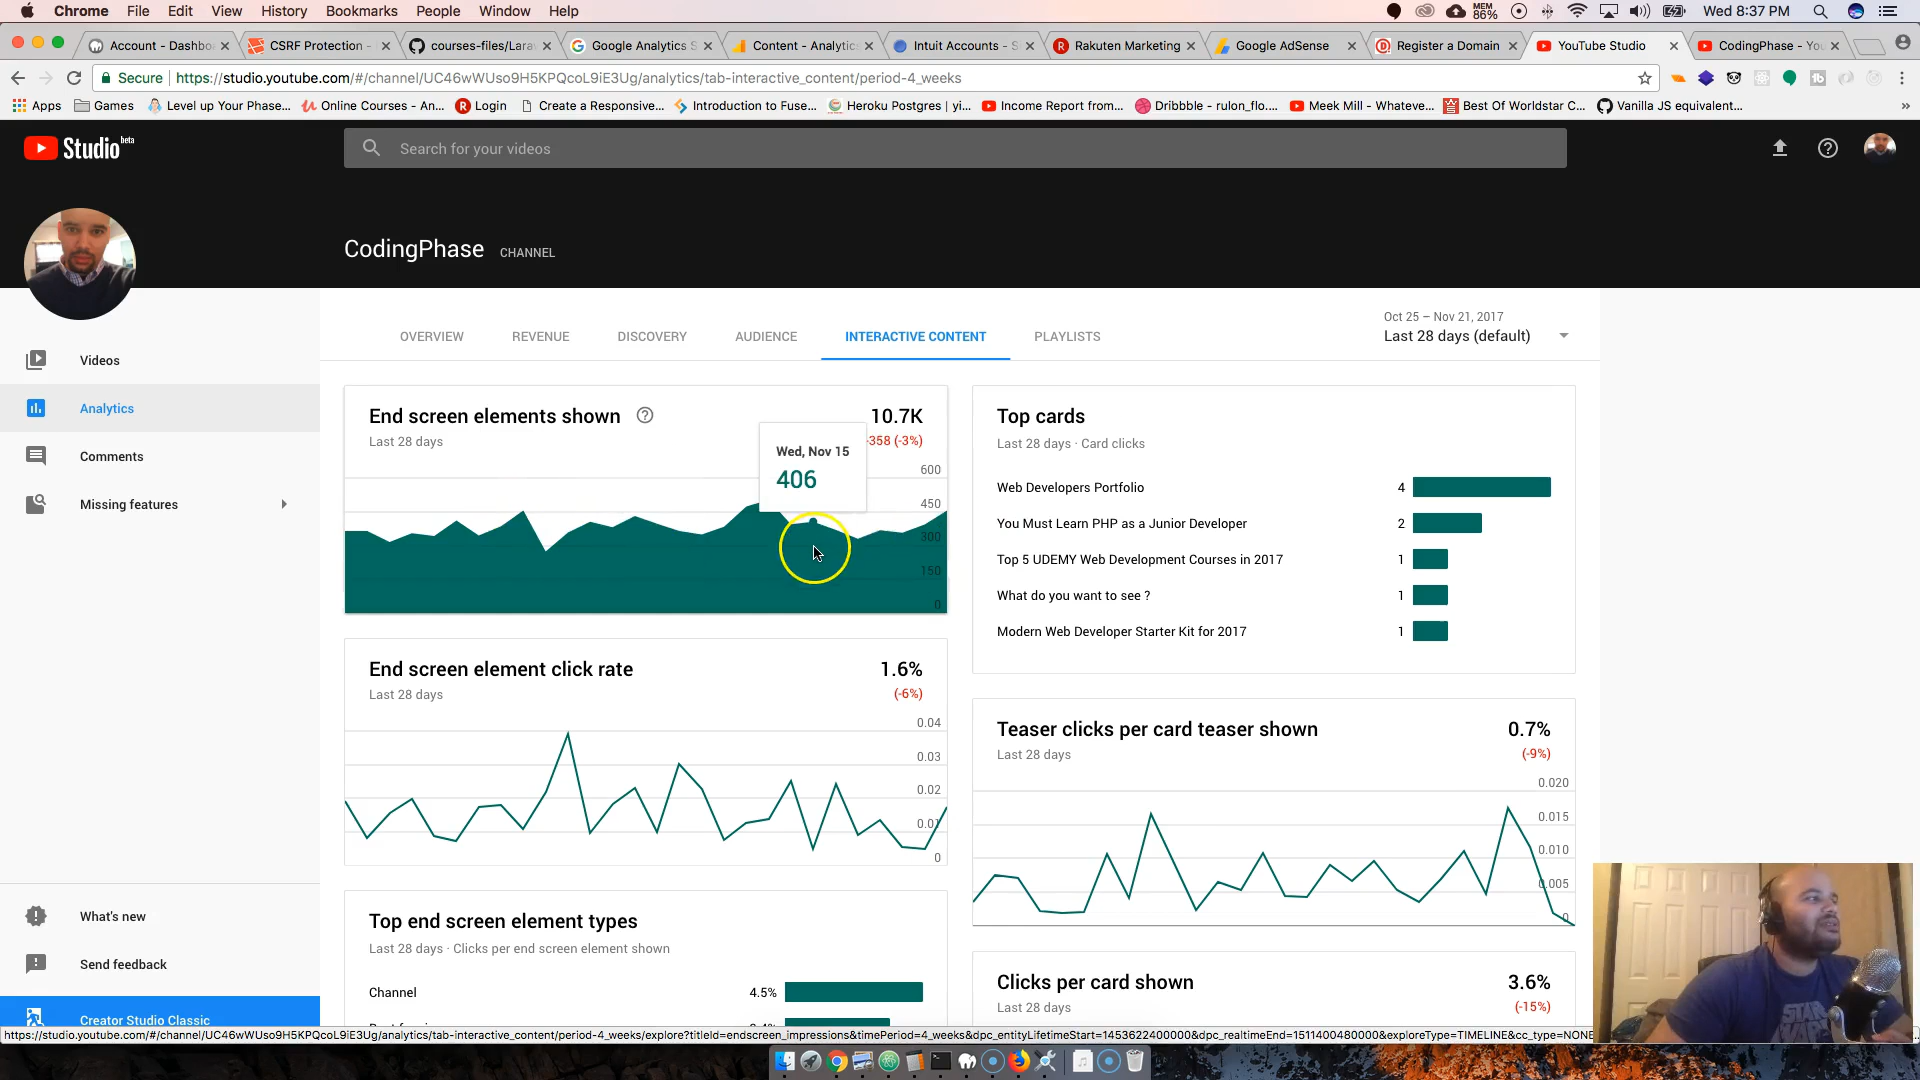 Chrome File Edit View History Bookmarks People Window Help MEM 86% Wed 8:37 PM
Account - Dashbo CSRF Protection - courses-files/Lara Google Analytics S Content - Analytic Intuit Accounts - S Rakuten Marketing Google AdSense Register a Domain YouTube Studio CodingPhase - Yo
Secure https://studio.youtube.com/#/channel/UC46wWUso9H5KPQcoL9iE3Ug/analytics/tab-interactive_content/period-4_weeks
Apps Games Level up Your Phase... Online Courses - An... Login Create a Responsive... Introduction to Fuse... Heroku Postgres | yi... Income Report from... Dribbble - rulon_flo... Meek Mill - Whateve... Best Of Worldstar C... Vanilla JS equivalent... »
Studio beta
Search for your videos
CodingPhase CHANNEL
Videos
Analytics
Comments
Missing features
What's new
Send feedback
Creator Studio Classic
OVERVIEW REVENUE DISCOVERY AUDIENCE INTERACTIVE CONTENT PLAYLISTS
Oct 25 – Nov 21, 2017
Last 28 days (default)
End screen elements shown 10.7K
Last 28 days -358 (-3%)
Wed, Nov 15
406
600
450
300
150
0
End screen element click rate 1.6%
Last 28 days (-6%)
0.04
0.03
0.02
0.01
0
Top end screen element types
Last 28 days · Clicks per end screen element shown
Channel 4.5%
Top cards
Last 28 days · Card clicks
Web Developers Portfolio 4
You Must Learn PHP as a Junior Developer 2
Top 5 UDEMY Web Development Courses in 2017 1
What do you want to see ? 1
Modern Web Developer Starter Kit for 2017 1
Teaser clicks per card teaser shown 0.7%
Last 28 days (-9%)
0.020
0.015
0.010
0.005
0
Clicks per card shown 3.6%
Last 28 days (-15%)
STAR
https://studio.youtube.com/#/channel/UC46wWUso9H5KPQcoL9iE3Ug/analytics/tab-interactive_content/period-4_weeks/explore?titleId=endscreen_impressions&timePeriod=4_weeks&dpc_entityLifetimeStart=1453622400000&dpc_realtimeEnd=1511400480000&exploreType=TIMELINE&cc_type=NONE